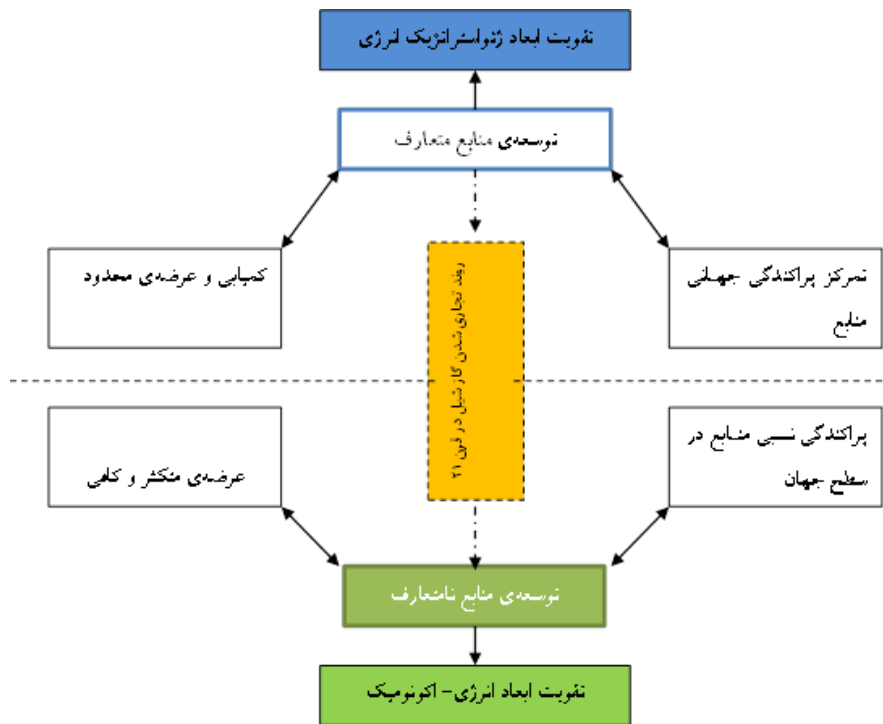 تقویت ابعاد ژئواستراتژیک انرژی
توسعه‌ی منابع متعارف
کمیابی و عرضه‌ی محدود
تمرکز پراکندگی جهانی
منابع
روند تجاری شدن گاز شیل در قرن ۲۱
عرضه‌ی متکثر و کافی
پراکندگی نسبی منابع در
سطح جهان
توسعه‌ی منابع نامتعارف
تقویت ابعاد انرژی- اکونومیک